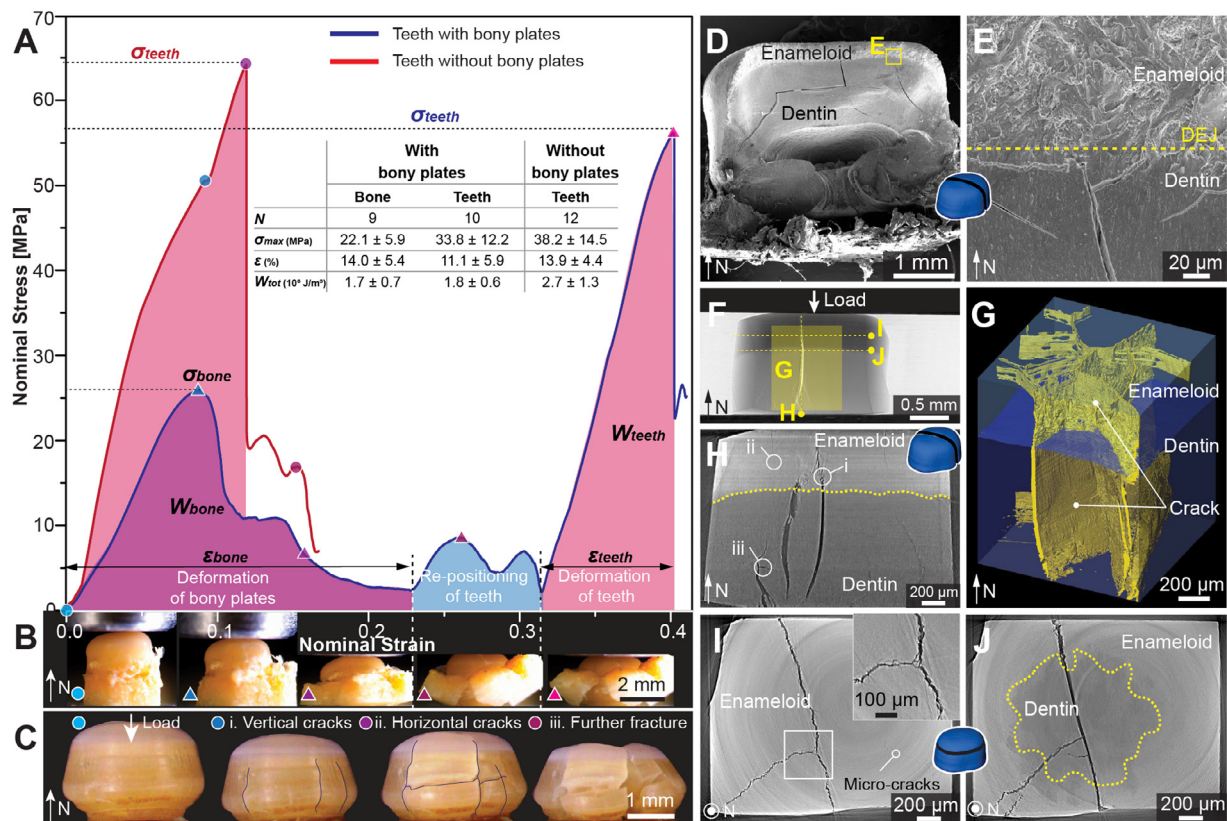 A
70
60
50
40
30
25
20
10
0
Nominal Stress [MPa]
σteeth
Teeth with bony plates
Teeth without bony plates
σteeth
With bony plates
Without bony plates
Bone Teeth Teeth
N 9 10 12
σmax (MPa) 22.1 ± 5.9 33.8 ± 12.2 38.2 ± 14.5
ε (%) 14.0 ± 5.4 11.1 ± 5.9 13.9 ± 4.4
1.7 ± 0.7 1.8 ± 0.6 2.7 ± 1.3
σbone
Wbone
Wteeth
εbone
Deformation
of bony plates
Re-positioning
of teeth
εteeth
Deformation
of teeth
0.0 0.1 0.2 0.3 0.4
Nominal Strain
B
N
2 mm
C
Load
i. Vertical cracks
ii. Horizontal cracks
iii. Further fracture
N
1 mm
D
Enameloid
E
Dentin
N
1 mm
E
Enameloid
DEJ
Dentin
N
20 µm
F
Load
I
J
G
H
N
0.5 mm
G
Enameloid
Dentin
Crack
N
200 µm
H
Enameloid
ii
i
iii
Dentin
N
200 µm
I
Enameloid
100 µm
Micro-cracks
N
200 µm
J
Enameloid
Dentin
N
200 µm